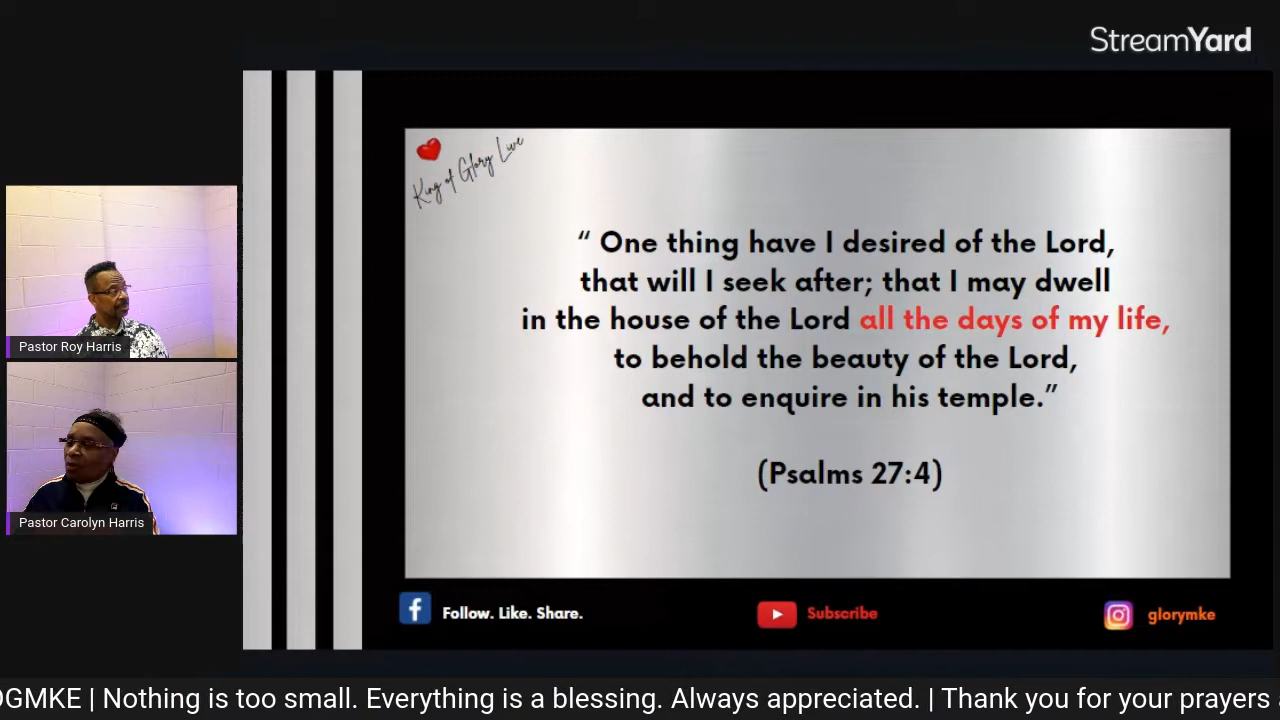 StreamYard
King of Glory Live
“ One thing have I desired of the Lord,
that will I seek after; that I may dwell
in the house of the Lord all the days of my life,
to behold the beauty of the Lord,
and to enquire in his temple.”
(Psalms 27:4)
Pastor Roy Harris
Pastor Carolyn Harris
Follow. Like. Share.
Subscribe
glorymke
OGMKE | Nothing is too small. Everything is a blessing. Always appreciated. | Thank you for your prayers